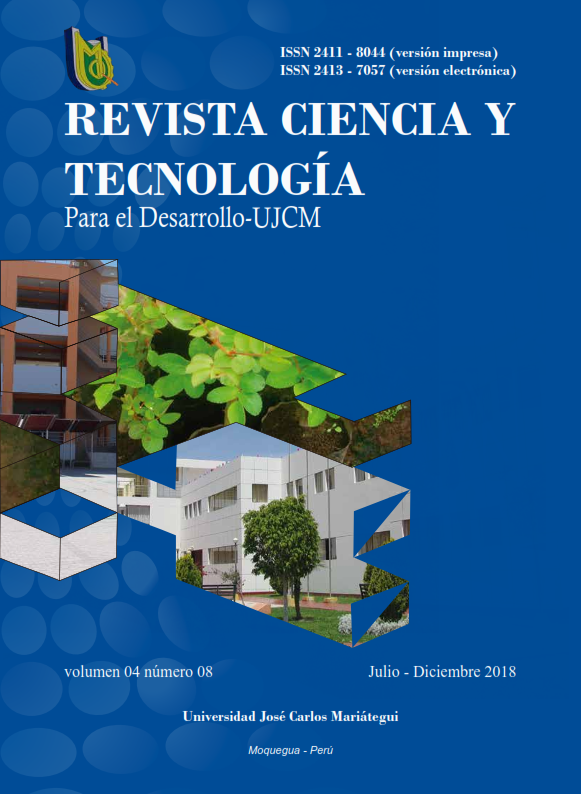 ISSN 2411 - 8044 (versión impresa)
ISSN 2413 - 7057 (versión electrónica)
REVISTA CIENCIA Y
TECNOLOGÍA
Para el Desarrollo-UJCM
volumen 04 número 08
Julio - Diciembre 2018
Universidad José Carlos Mariátegui
Moquegua - Perú